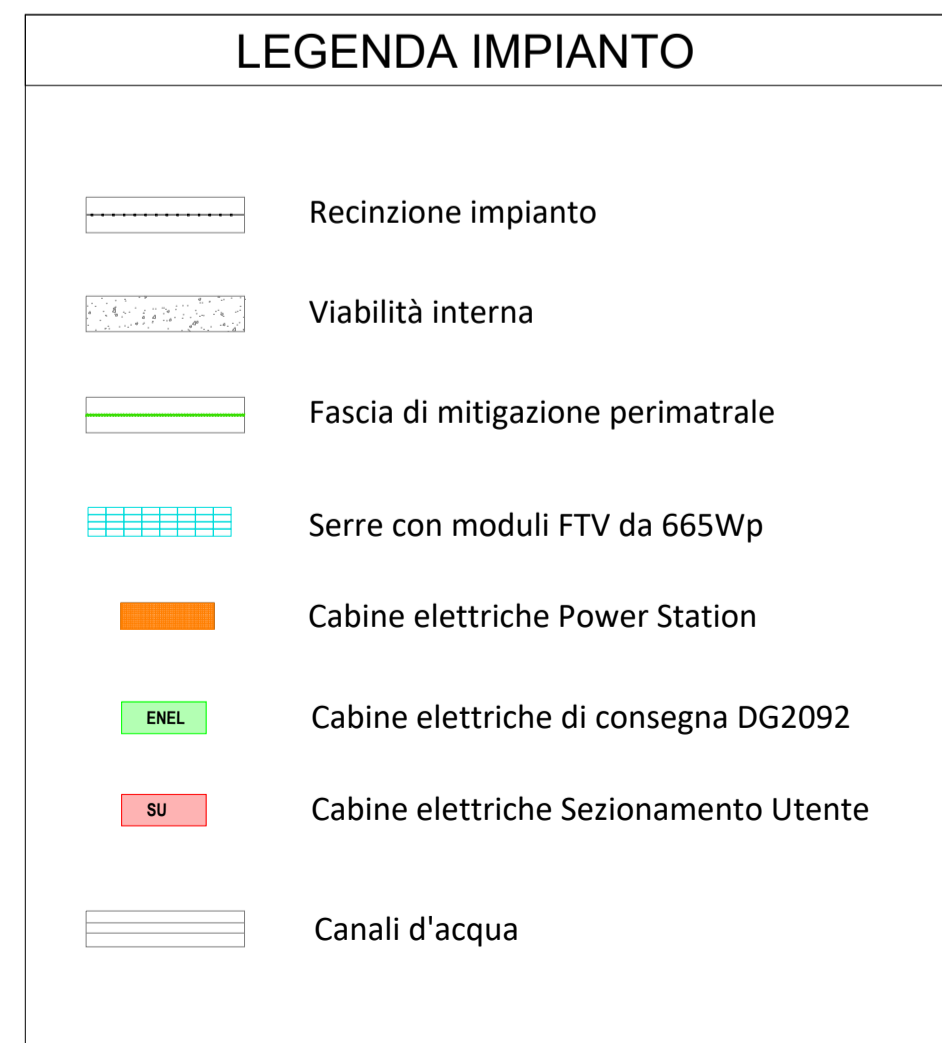 LEGENDA IMPIANTO
Recinzione impianto
Viabilità interna
Fascia di mitigazione perimatrale
Serre con moduli FTV da 665Wp
Cabine elettriche Power Station
ENEL Cabine elettriche di consegna DG2092
SU Cabine elettriche Sezionamento Utente
Canali d'acqua